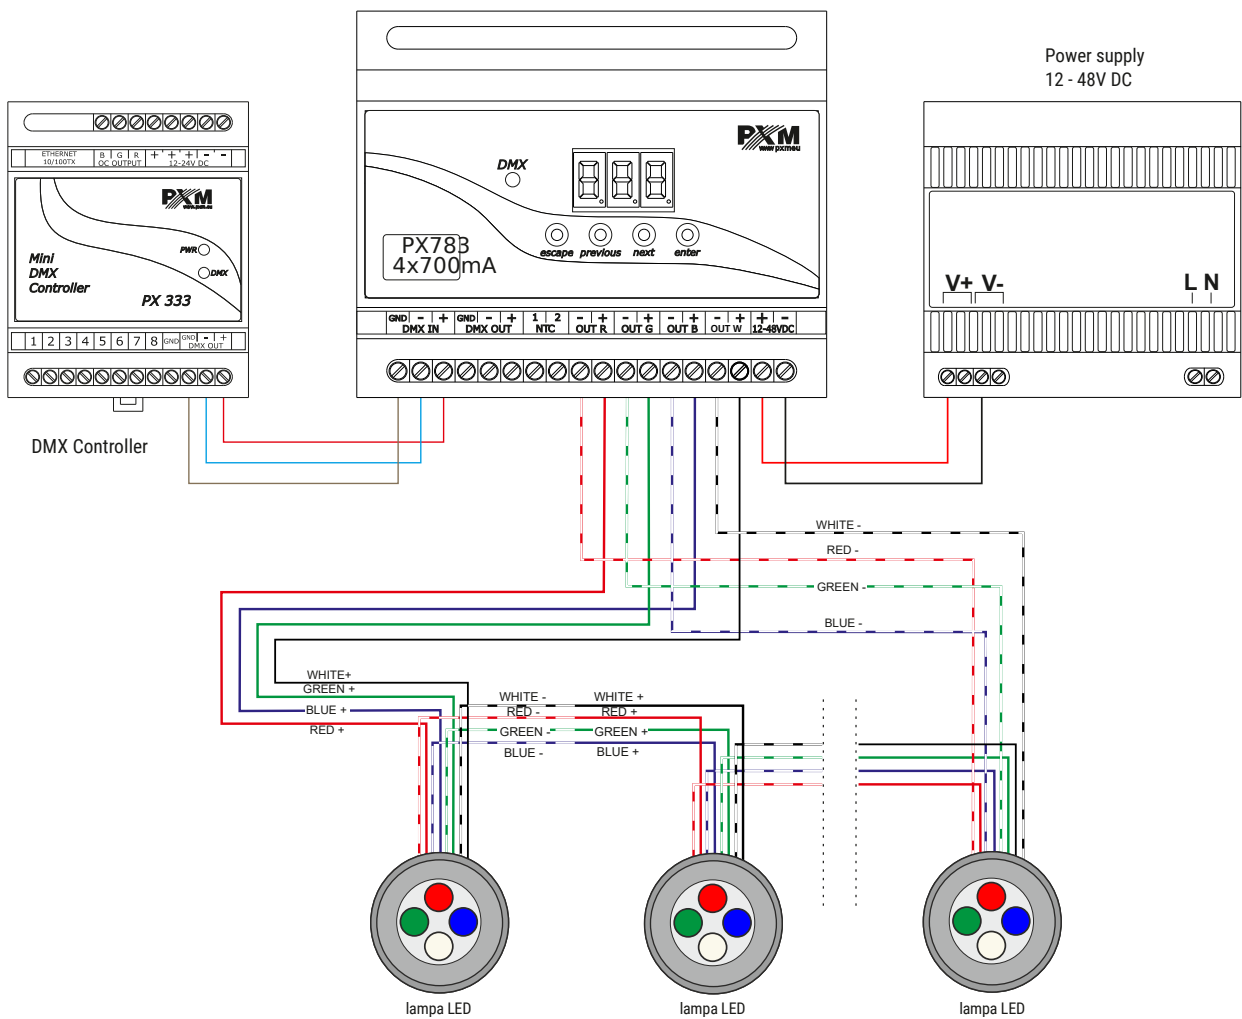 Power supply
12 - 48V DC
ETHERNET
10/100TX
B G R + + + - -
OC OUTPUT 12-24V DC
PXM
www.pxm.eu
PWR
DMX
Mini
DMX
Controller
PX 333
1 2 3 4 5 6 7 8 GND GND - +
DMX OUT
DMX Controller
PXM
www.pxm.eu
DMX
8.8.8.
escape previous next enter
PX783
4x700mA
GND - + GND - + 1 2 - + - + - + - + + -
DMX IN DMX OUT NTC OUT R OUT G OUT B OUT W 12-48VDC
V+ V- L N
WHITE -
RED -
GREEN -
BLUE -
WHITE+
GREEN +
BLUE +
RED +
WHITE - WHITE +
RED - RED +
GREEN - GREEN +
BLUE - BLUE +
lampa LED lampa LED lampa LED